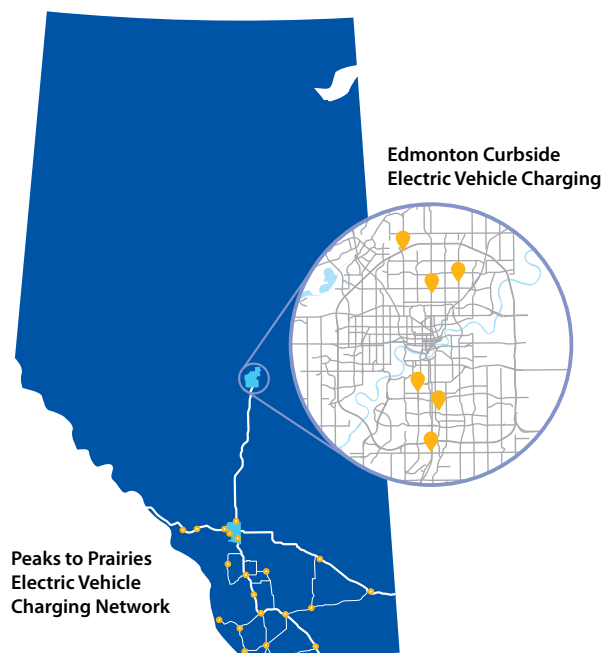 Edmonton Curbside
Electric Vehicle Charging
Peaks to Prairies
Electric Vehicle
Charging Network